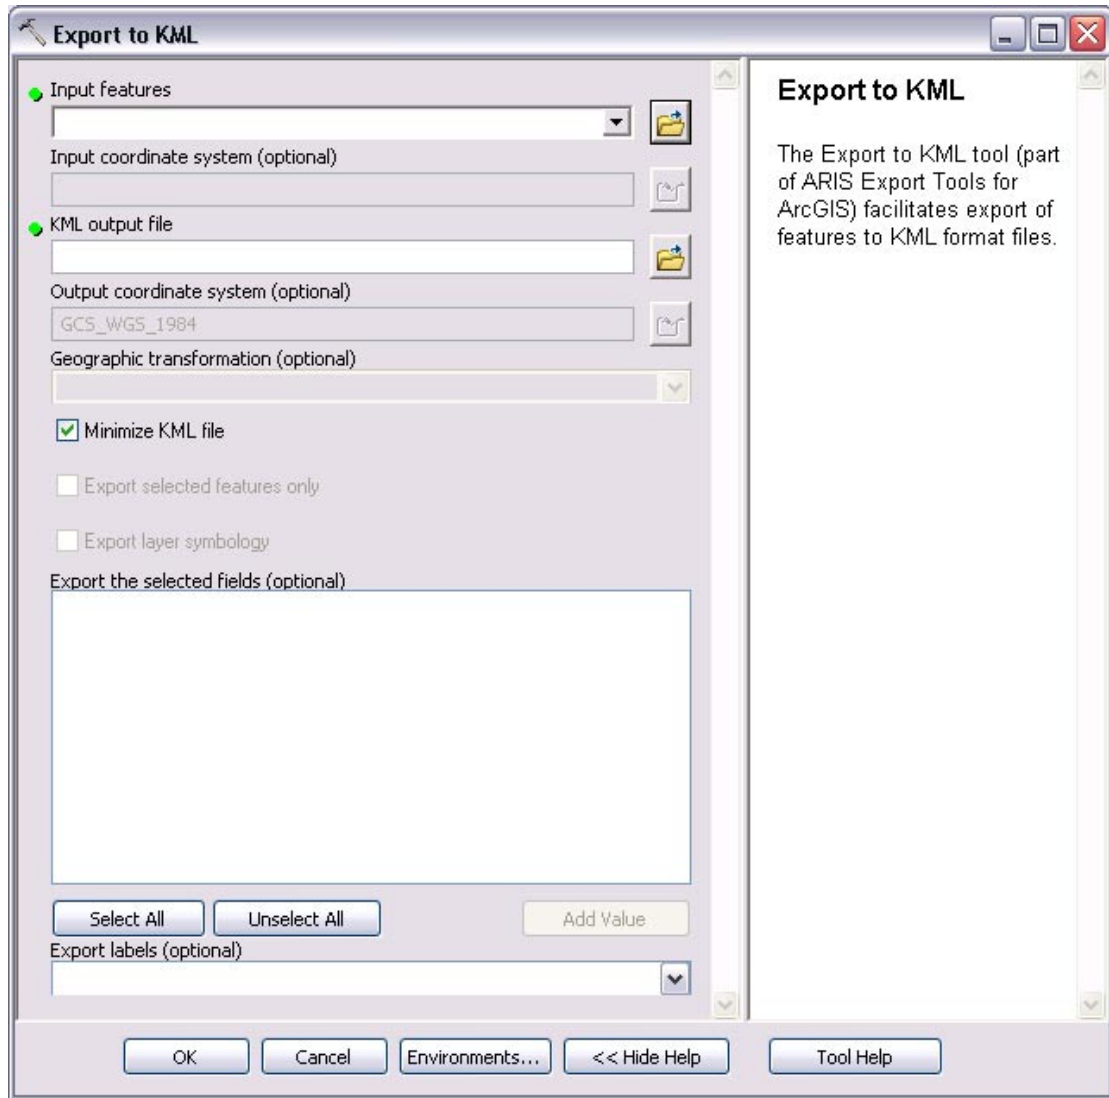 Export to KML
Input features
Input coordinate system (optional)
KML output file
Output coordinate system (optional)
GCS_WGS_1984
Geographic transformation (optional)
Minimize KML file
Export selected features only
Export layer symbology
Export the selected fields (optional)
Select All
Unselect All
Add Value
Export labels (optional)
OK
Cancel
Environments...
<< Hide Help
Export to KML
The Export to KML tool (part
of ARIS Export Tools for
ArcGIS) facilitates export of
features to KML format files.
Tool Help